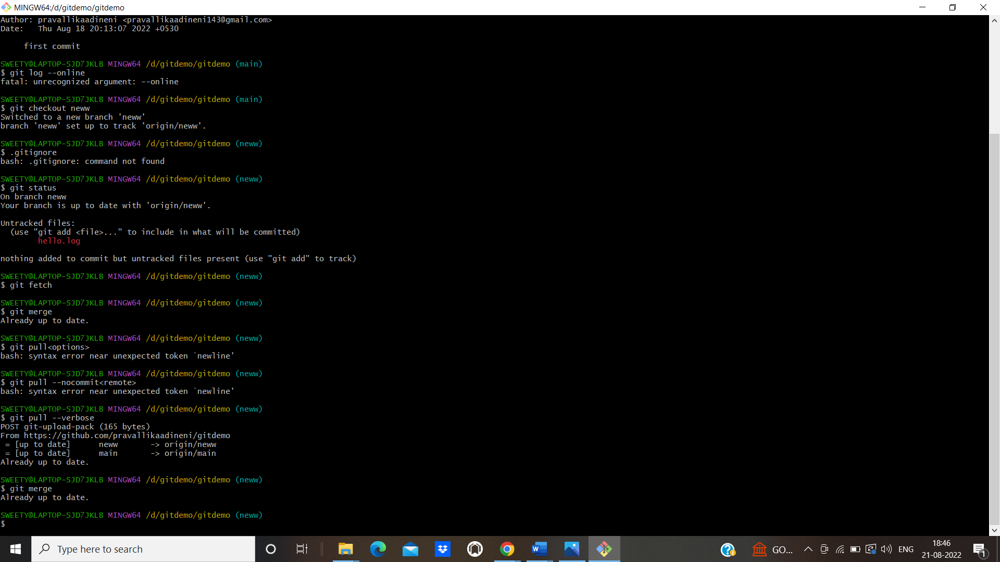 MINGW64:/d/gitdemo/gitdemo
Author: pravallikaadineni <pravallikaadineni143@gmail.com>
Date:   Thu Aug 18 20:13:07 2022 +0530
first commit
SWEETY@LAPTOP-SJD7JKLB MINGW64 /d/gitdemo/gitdemo (main)
$ git log --online
fatal: unrecognized argument: --online
SWEETY@LAPTOP-SJD7JKLB MINGW64 /d/gitdemo/gitdemo (main)
$ git checkout neww
Switched to a new branch 'neww'
branch 'neww' set up to track 'origin/neww'.
SWEETY@LAPTOP-SJD7JKLB MINGW64 /d/gitdemo/gitdemo (neww)
$ .gitignore
bash: .gitignore: command not found
SWEETY@LAPTOP-SJD7JKLB MINGW64 /d/gitdemo/gitdemo (neww)
$ git status
On branch neww
Your branch is up to date with 'origin/neww'.
Untracked files:
(use "git add <file>..." to include in what will be committed)
hello.log
nothing added to commit but untracked files present (use "git add" to track)
SWEETY@LAPTOP-SJD7JKLB MINGW64 /d/gitdemo/gitdemo (neww)
$ git fetch
SWEETY@LAPTOP-SJD7JKLB MINGW64 /d/gitdemo/gitdemo (neww)
$ git merge
Already up to date.
SWEETY@LAPTOP-SJD7JKLB MINGW64 /d/gitdemo/gitdemo (neww)
$ git pull<options>
bash: syntax error near unexpected token `newline'
SWEETY@LAPTOP-SJD7JKLB MINGW64 /d/gitdemo/gitdemo (neww)
$ git pull --nocommit<remote>
bash: syntax error near unexpected token `newline'
SWEETY@LAPTOP-SJD7JKLB MINGW64 /d/gitdemo/gitdemo (neww)
$ git pull --verbose
POST git-upload-pack (165 bytes)
From https://github.com/pravallikaadineni/gitdemo
= [up to date]      neww       -> origin/neww
= [up to date]      main       -> origin/main
Already up to date.
SWEETY@LAPTOP-SJD7JKLB MINGW64 /d/gitdemo/gitdemo (neww)
$ git merge
Already up to date.
SWEETY@LAPTOP-SJD7JKLB MINGW64 /d/gitdemo/gitdemo (neww)
$
Type here to search
GO...
ENG
18:46
21-08-2022
1